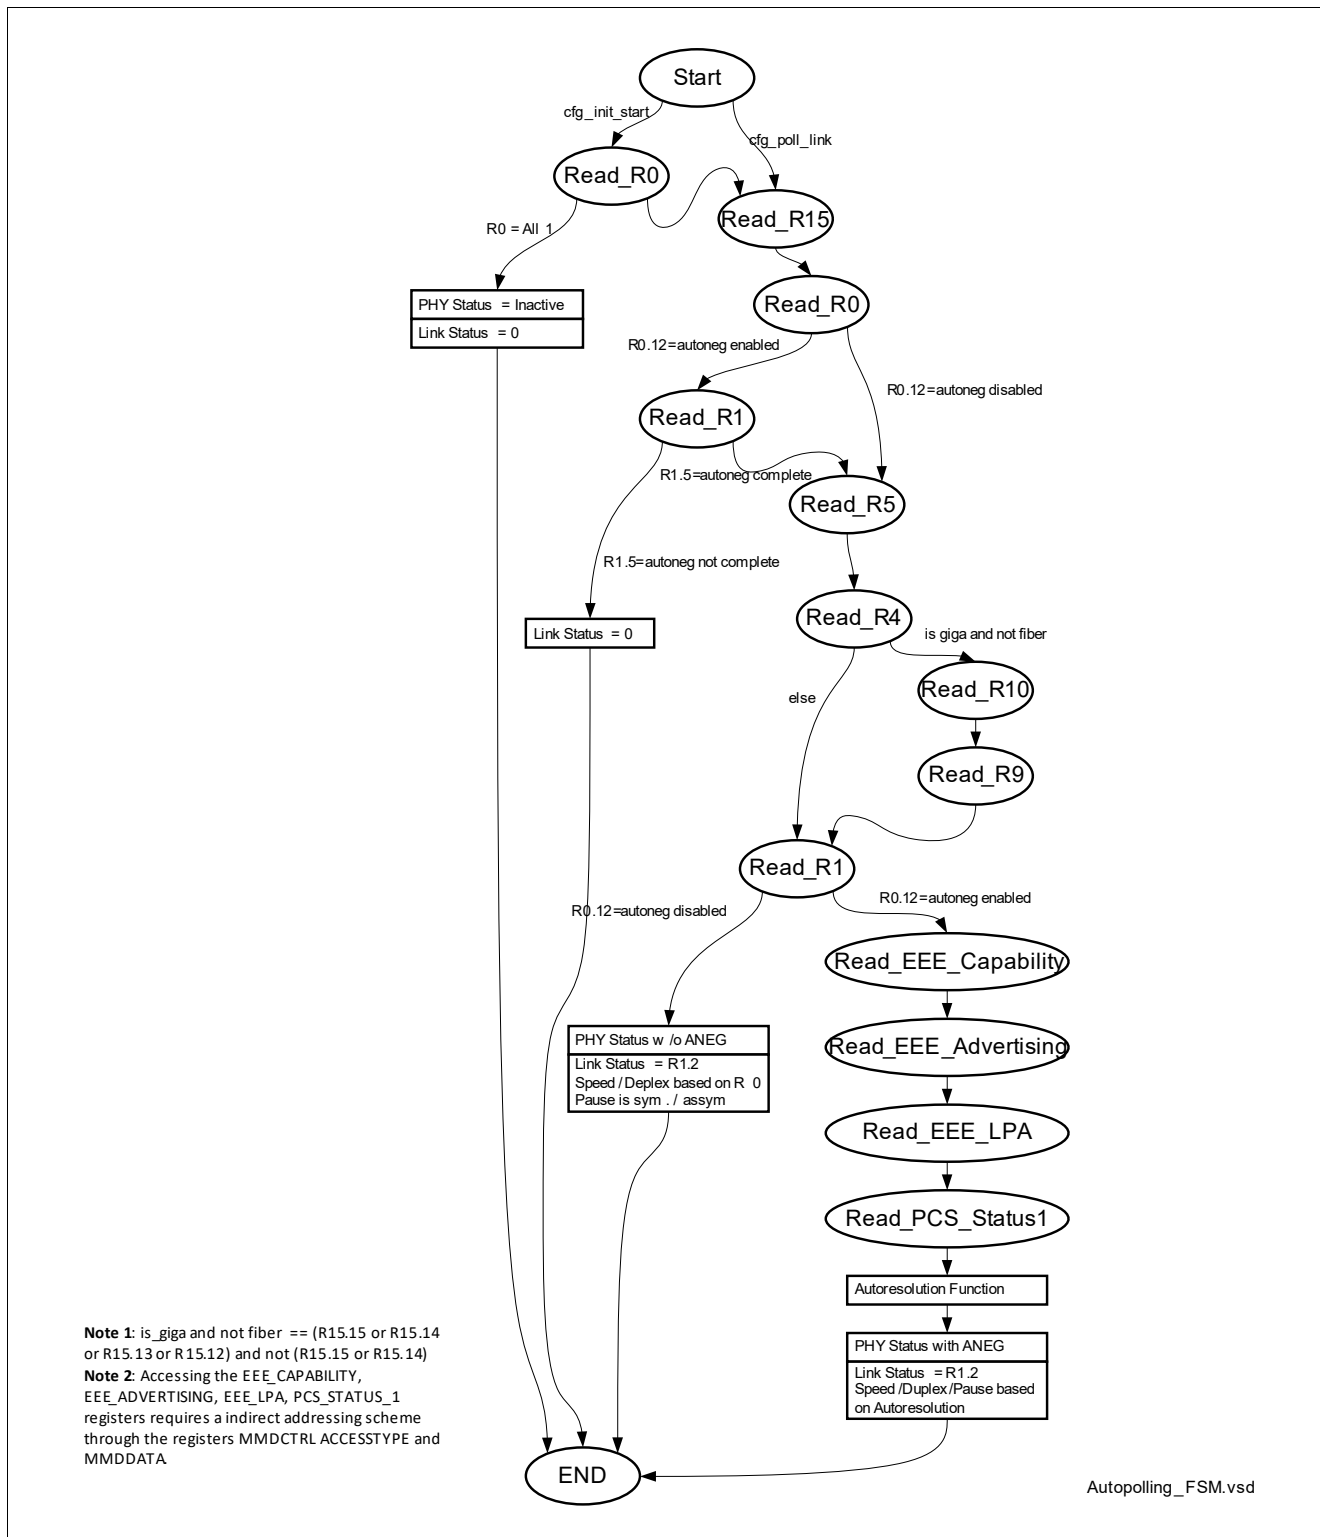 Start
cfg_init_start
cfg_poll_link
Read_R0
Read_R15
R0 = All 1
PHY Status = Inactive
Link Status = 0
Read_R0
R0.12=autoneg enabled
R0.12=autoneg disabled
Read_R1
R1.5=autoneg complete
Read_R5
R1.5=autoneg not complete
Link Status = 0
Read_R4
is giga and not fiber
Read_R10
else
Read_R9
Read_R1
R0.12=autoneg disabled
R0.12=autoneg enabled
Read_EEE_Capability
Read_EEE_Advertising
PHY Status w /o ANEG
Link Status = R1.2
Speed /Deplex based on R 0
Pause is sym . / assym
Read_EEE_LPA
Read_PCS_Status1
Autoresolution Function
PHY Status with ANEG
Link Status = R1.2
Speed /Duplex /Pause based
on Autoresolution
Note 1: is_giga and not fiber == (R15.15 or R15.14
or R15.13 or R15.12) and not (R15.15 or R15.14)
Note 2: Accessing the EEE_CAPABILITY,
EEE_ADVERTISING, EEE_LPA, PCS_STATUS_1
registers requires a indirect addressing scheme
through the registers MMDCTRL ACCESSTYPE and
MMDDATA.
END
Autopolling_FSM.vsd